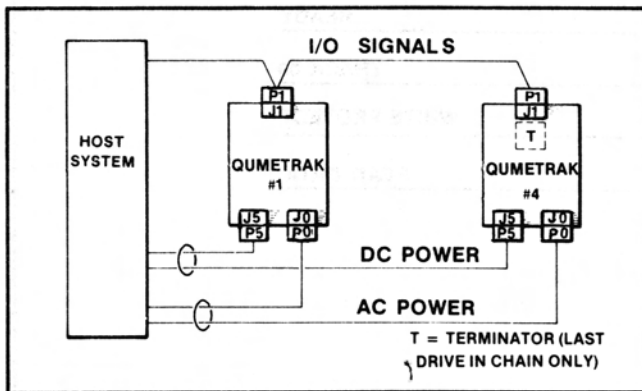 I/O SIGNALS
HOST
SYSTEM
P1
J1
QUMETRAK
#1
J5
P5
J0
P0
P1
J1
T
QUMETRAK
#4
J5
P5
J0
P0
DC POWER
AC POWER
T = TERMINATOR (LAST
DRIVE IN CHAIN ONLY)